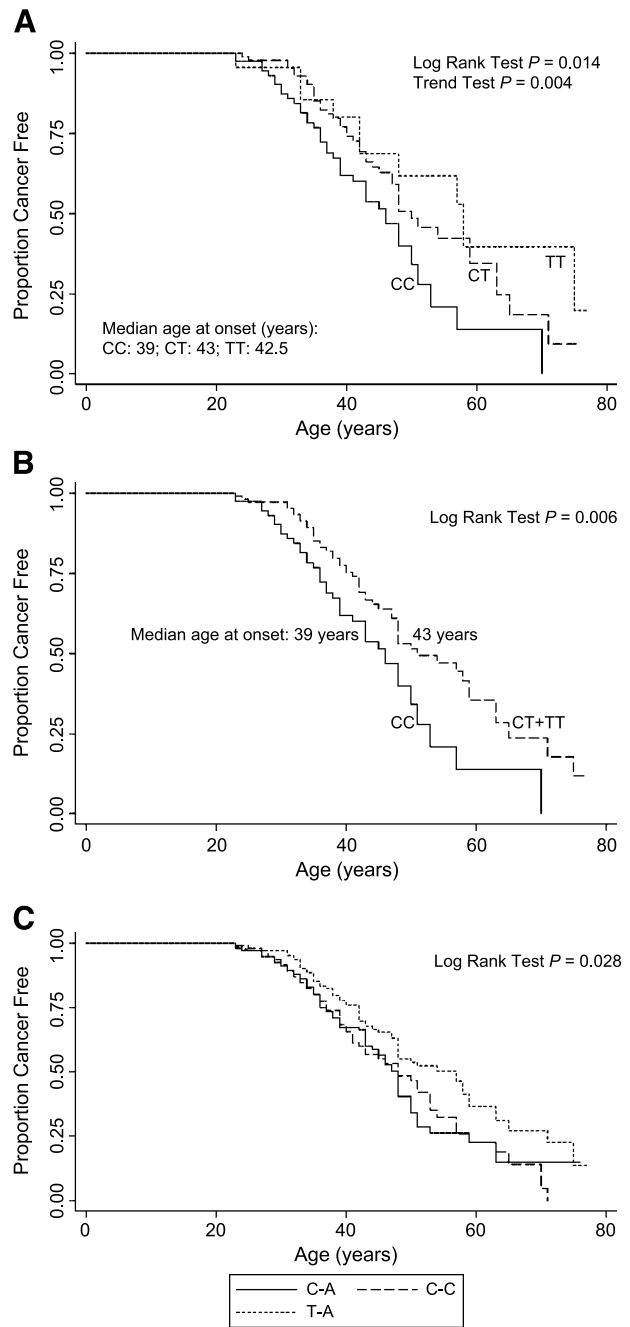 A
Log Rank Test P = 0.014
Trend Test P = 0.004
Proportion Cancer Free
1.00
0.75
0.50
0.25
0.00
CC
CT
TT
Median age at onset (years):
CC: 39; CT: 43; TT: 42.5
0 20 40 60 80
Age (years)
B
Log Rank Test P = 0.006
Proportion Cancer Free
1.00
0.75
0.50
0.25
0.00
Median age at onset: 39 years 43 years
CC
CT+TT
0 20 40 60 80
Age (years)
C
Log Rank Test P = 0.028
Proportion Cancer Free
1.00
0.75
0.50
0.25
0.00
0 20 40 60 80
Age (years)
C-A C-C
T-A